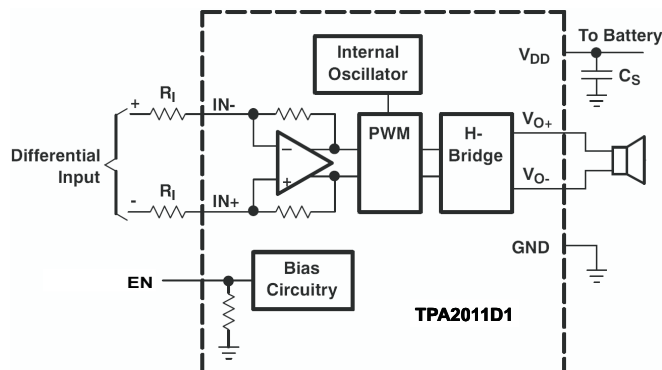 To Battery
Internal
Oscillator
VDD
CS
+
RI
IN-
PWM
H-
Bridge
VO+
−
Differential
Input
+
VO-
-
RI
IN+
GND
EN
Bias
Circuitry
TPA2011D1